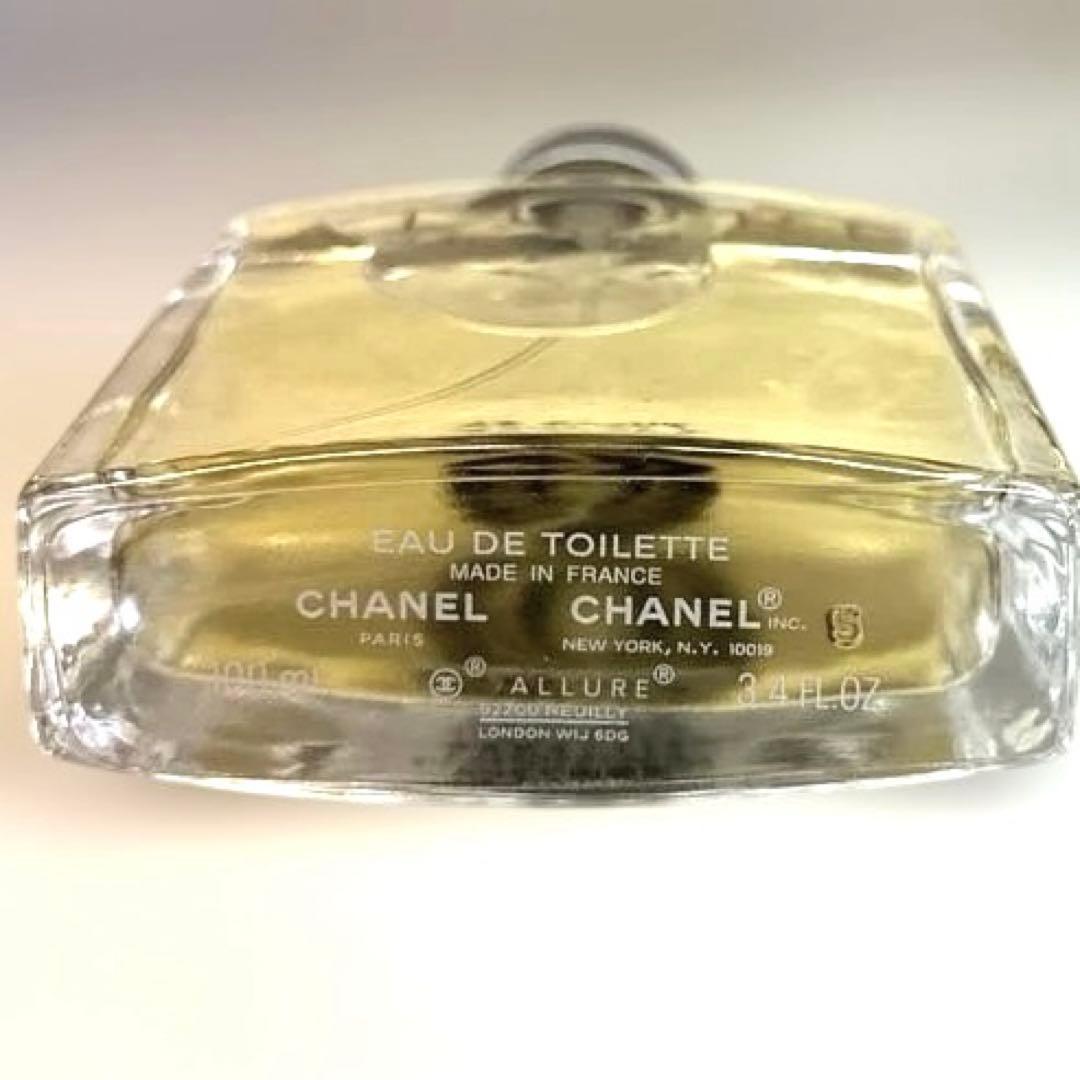 EAU DE TOILETTE
MADE IN FRANCE
CHANEL CHANEL® INC. S
PARIS NEW YORK, N.Y. 10019
100 ml ® ALLURE® 3.4 FL.OZ.
92200 NEUILLY
LONDON W1J 6DG